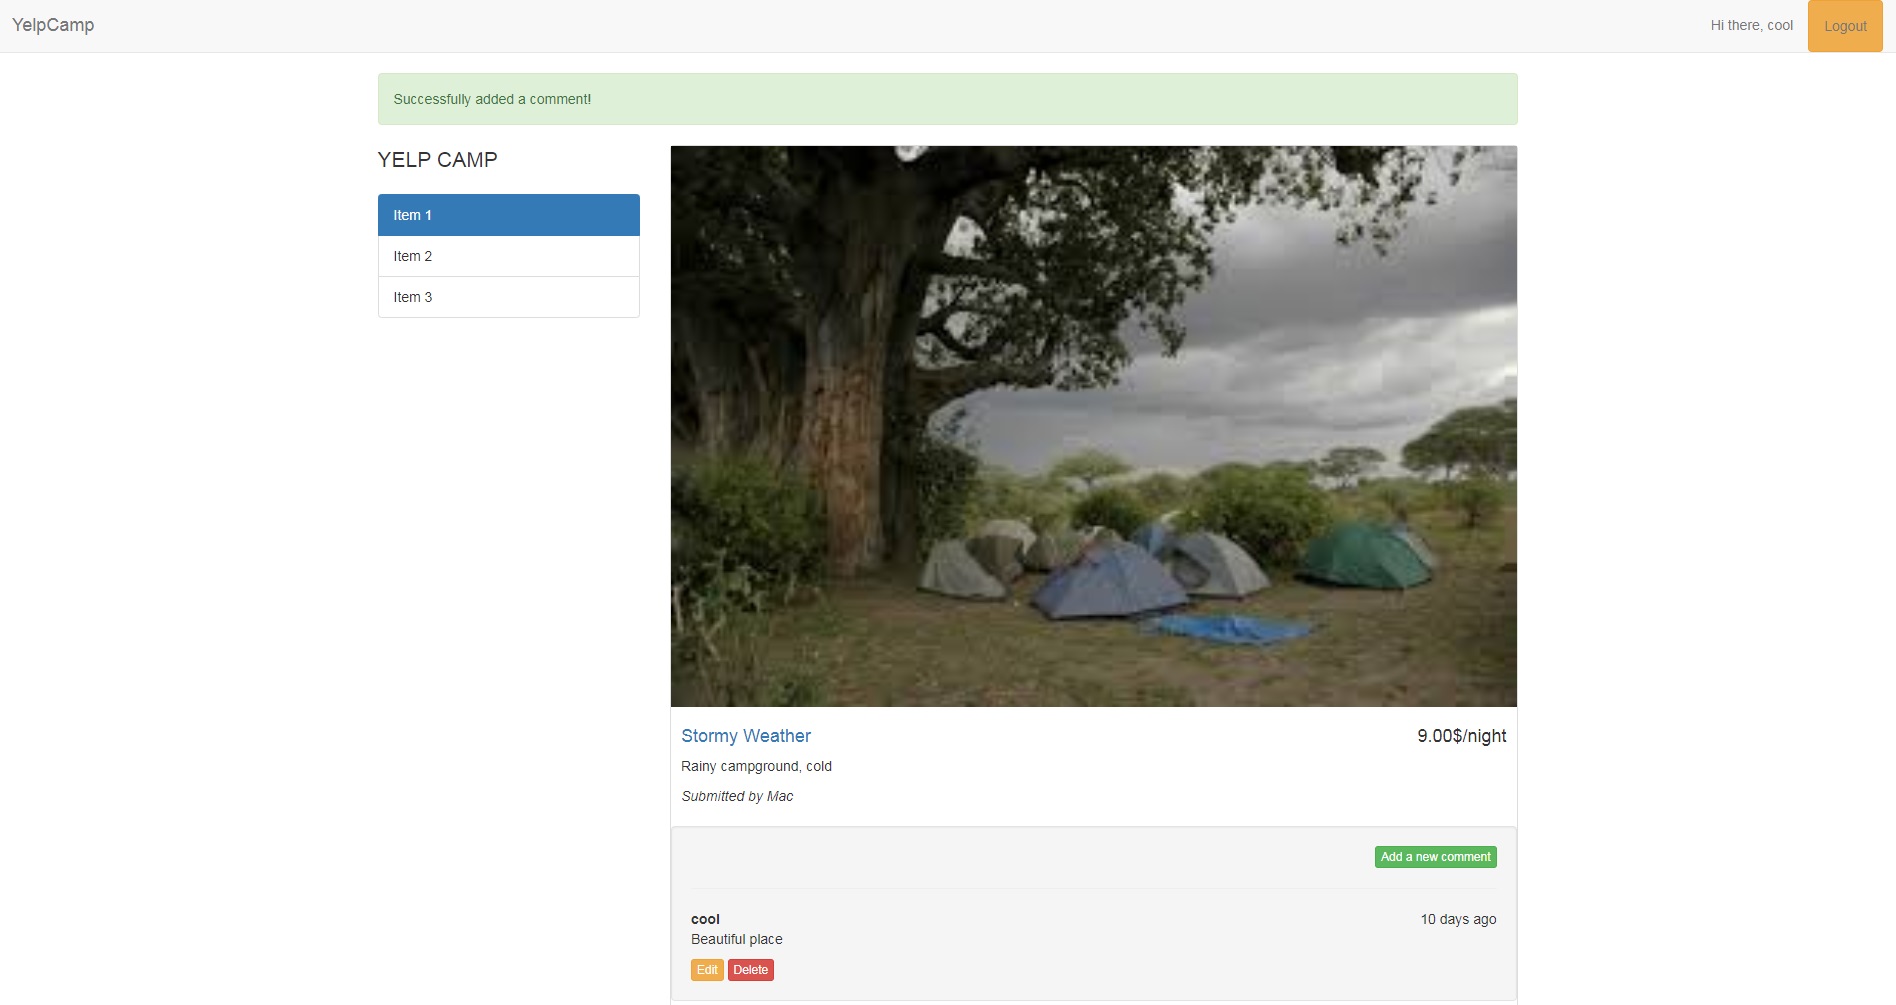 YelpCamp
Hi there, cool
Logout
Successfully added a comment!
YELP CAMP
Item 1
Item 2
Item 3
Stormy Weather
9.00$/night
Rainy campground, cold
Submitted by Mac
Add a new comment
cool
10 days ago
Beautiful place
Edit
Delete